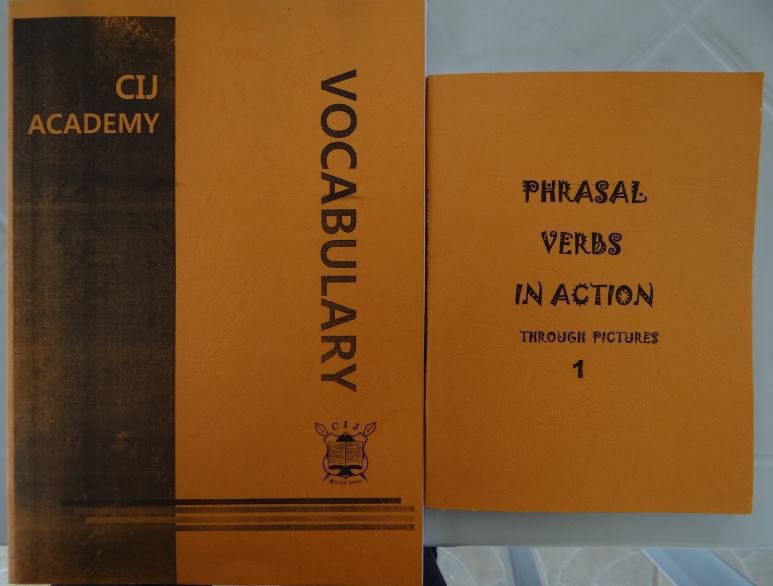 CIJ
ACADEMY
VOCABULARY
CIJ
PHRASAL
VERBS
IN ACTION
THROUGH PICTURES
1